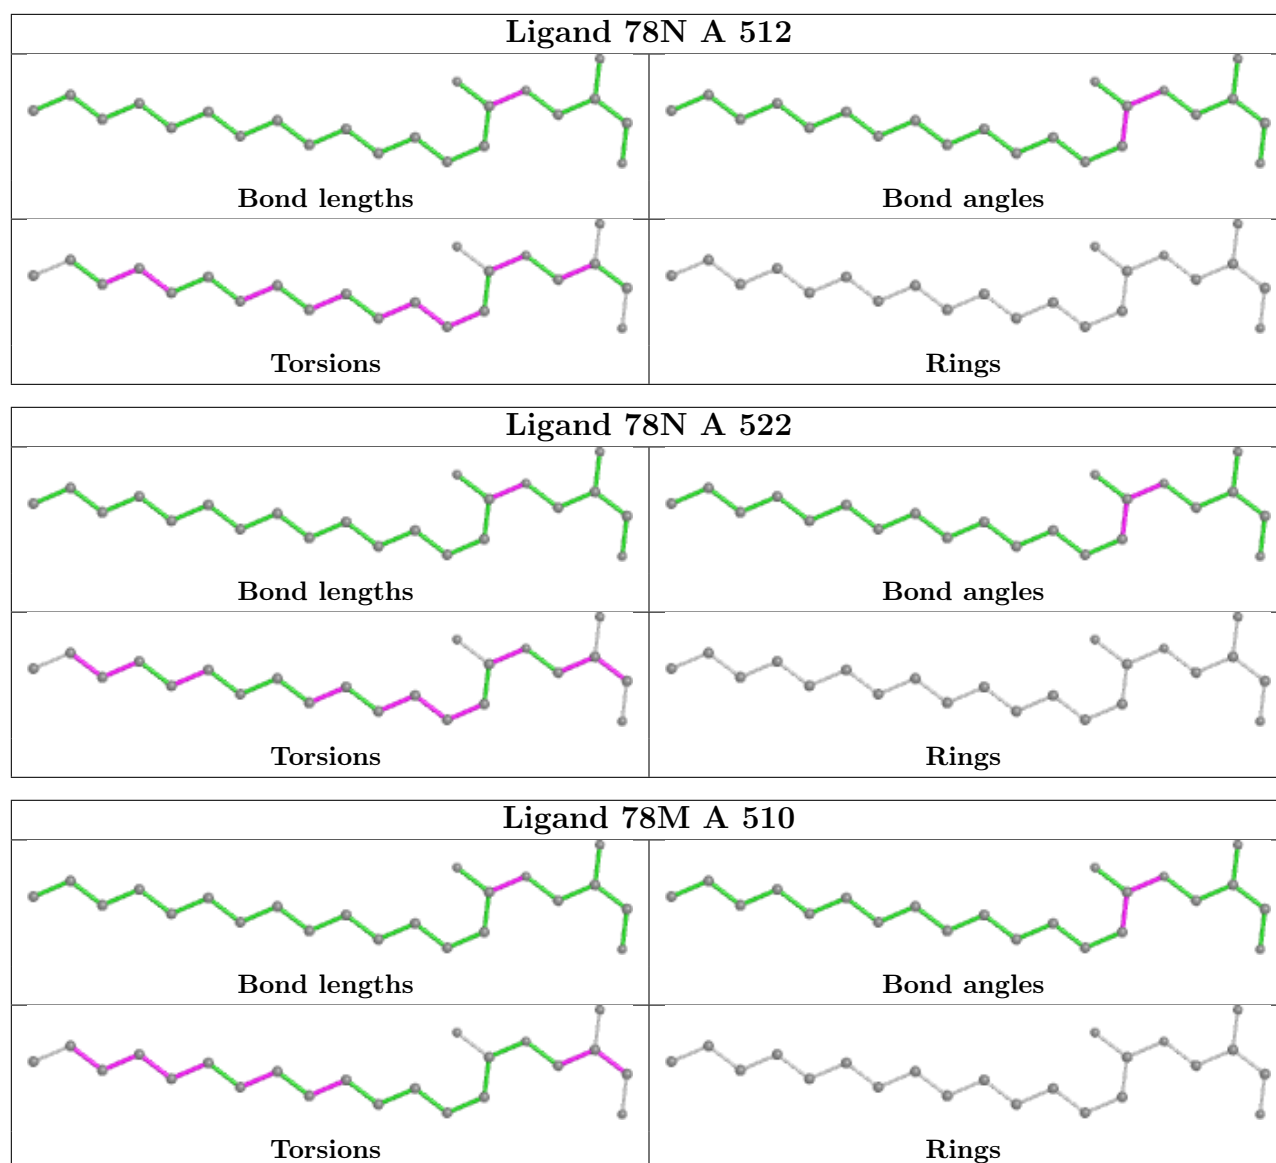 Ligand 78N A 512
Bond lengths
Bond angles
Torsions
Rings
Ligand 78N A 522
Bond lengths
Bond angles
Torsions
Rings
Ligand 78M A 510
Bond lengths
Bond angles
Torsions
Rings